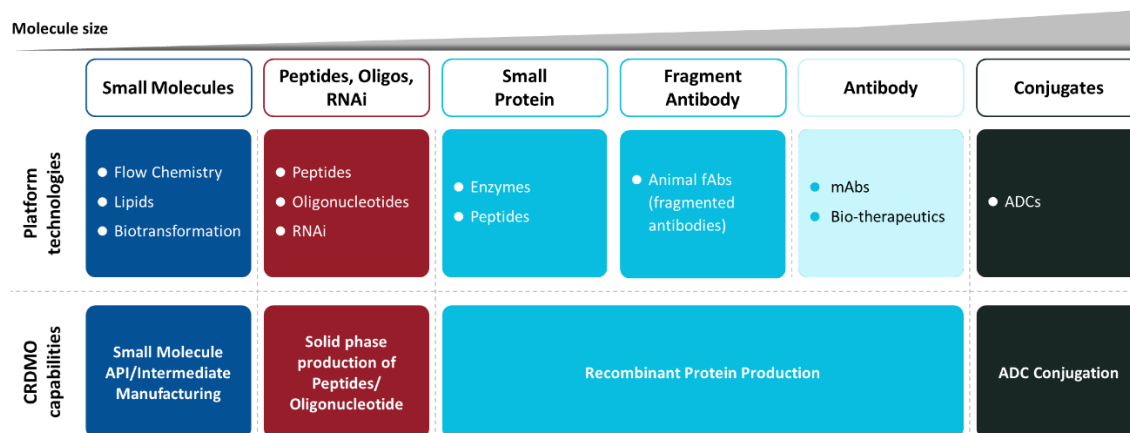 Molecule size
Small Molecules
Peptides, Oligos,
RNAi
Small
Protein
Fragment
Antibody
Antibody
Conjugates
Platform
technologies
Flow Chemistry
Lipids
Biotransformation
Peptides
Oligonucleotides
RNAi
Enzymes
Peptides
Animal fAbs
(fragmented
antibodies)
mAbs
Bio-therapeutics
ADCs
CRDMO
capabilities
Small Molecule
API/Intermediate
Manufacturing
Solid phase
production of
Peptides/
Oligonucleotide
Recombinant Protein Production
ADC Conjugation